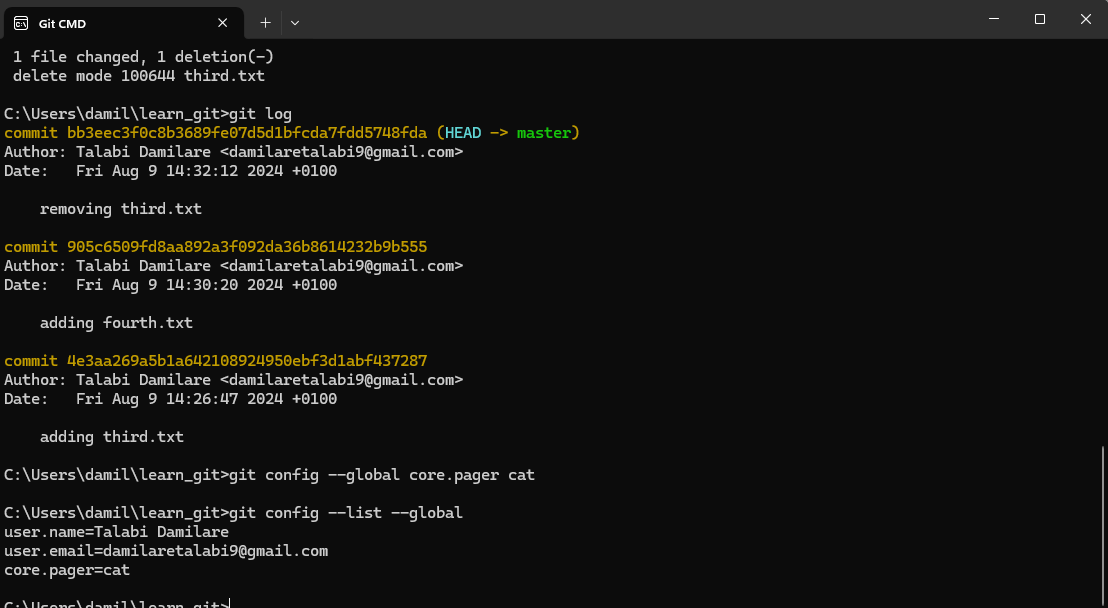 Git CMD
1 file changed, 1 deletion(-)
delete mode 100644 third.txt
C:\Users\damil\learn_git>git log
commit bb3eec3f0c8b3689fe07d5d1bfcda7fdd5748fda (HEAD -> master)
Author: Talabi Damilare <damilaretalabi9@gmail.com>
Date:   Fri Aug 9 14:32:12 2024 +0100
    removing third.txt
commit 905c6509fd8aa892a3f092da36b8614232b9b555
Author: Talabi Damilare <damilaretalabi9@gmail.com>
Date:   Fri Aug 9 14:30:20 2024 +0100
    adding fourth.txt
commit 4e3aa269a5b1a642108924950ebf3d1abf437287
Author: Talabi Damilare <damilaretalabi9@gmail.com>
Date:   Fri Aug 9 14:26:47 2024 +0100
    adding third.txt
C:\Users\damil\learn_git>git config --global core.pager cat
C:\Users\damil\learn_git>git config --list --global
user.name=Talabi Damilare
user.email=damilaretalabi9@gmail.com
core.pager=cat
C:\Users\damil\learn_git>